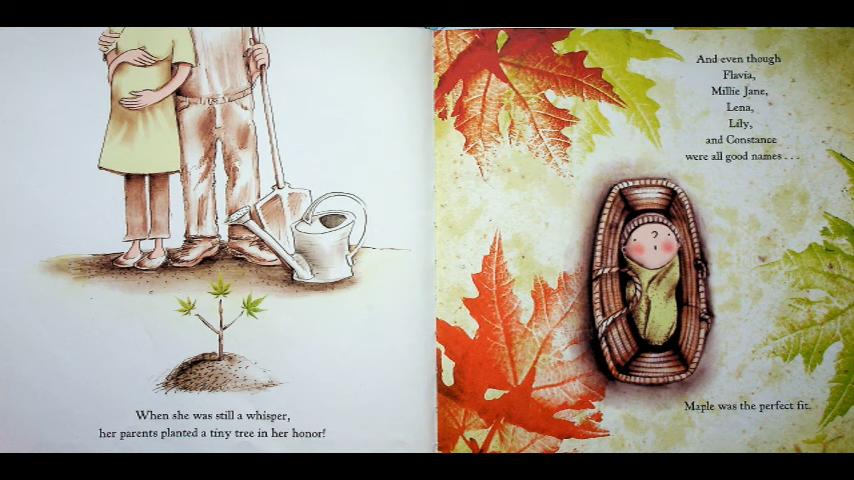 When she was still a whisper,
her parents planted a tiny tree in her honor!
And even though
Flavia,
Millie Jane,
Lena,
Lily,
and Constance
were all good names . . .
Maple was the perfect fit.